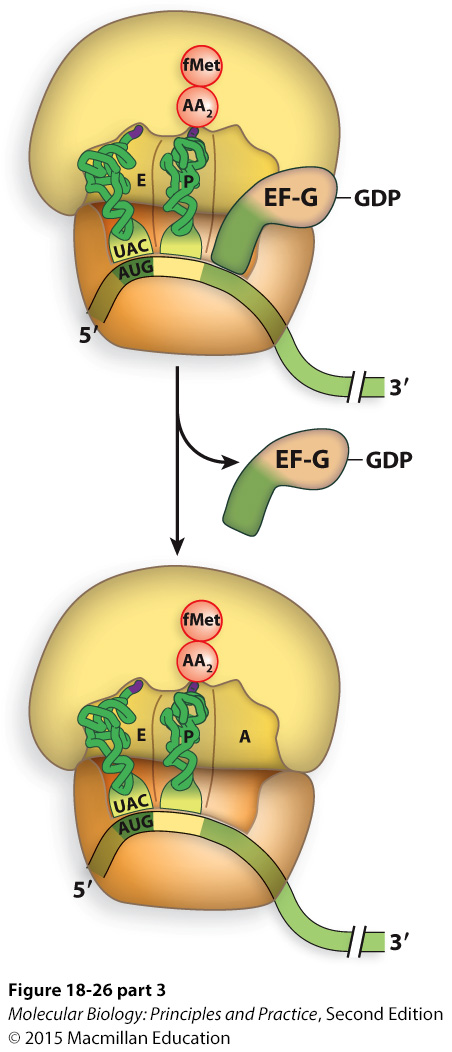 fMet
AA2
E
P
EF-G
GDP
UAC
AUG
5′
3′
EF-G
GDP
fMet
AA2
E
P
A
UAC
AUG
5′
3′
Figure 18-26 part 3
Molecular Biology: Principles and Practice, Second Edition
© 2015 Macmillan Education